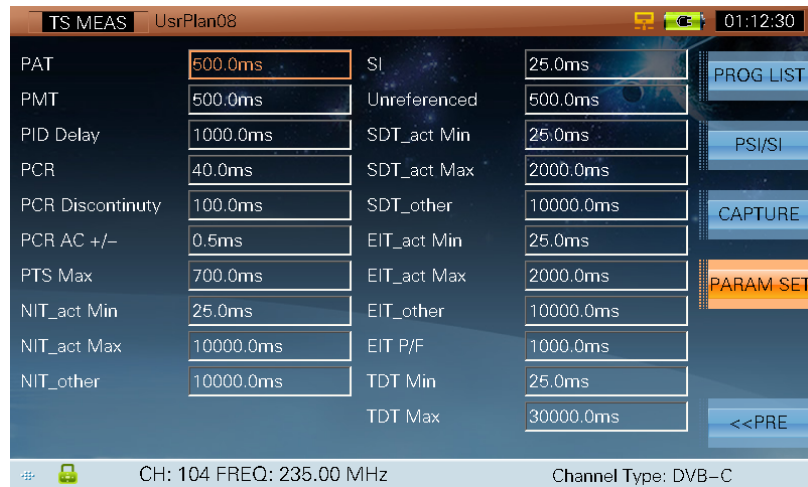 TS MEAS UsrPlan08 01:12:30
PAT 500.0ms SI 25.0ms PROG LIST
PMT 500.0ms Unreferenced 500.0ms
PID Delay 1000.0ms SDT_act Min 25.0ms PSI/SI
PCR 40.0ms SDT_act Max 2000.0ms
PCR Discontinuty 100.0ms SDT_other 10000.0ms CAPTURE
PCR AC +/− 0.5ms EIT_act Min 25.0ms
PTS Max 700.0ms EIT_act Max 2000.0ms PARAM SET
NIT_act Min 25.0ms EIT_other 10000.0ms
NIT_act Max 10000.0ms EIT P/F 1000.0ms
NIT_other 10000.0ms TDT Min 25.0ms
TDT Max 30000.0ms <<PRE
CH: 104 FREQ: 235.00 MHz Channel Type: DVB−C